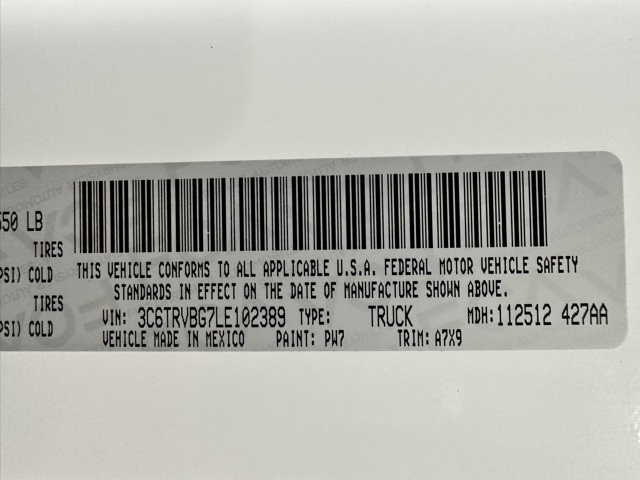 550 LB
TIRES
PSI) COLD
TIRES
PSI) COLD
THIS VEHICLE CONFORMS TO ALL APPLICABLE U.S.A. FEDERAL MOTOR VEHICLE SAFETY
STANDARDS IN EFFECT ON THE DATE OF MANUFACTURE SHOWN ABOVE.
VIN: 3C6TRVBG7LE102389 TYPE: TRUCK MDH: 112512 427AA
VEHICLE MADE IN MEXICO PAINT: PW7 TRIM: A7X9